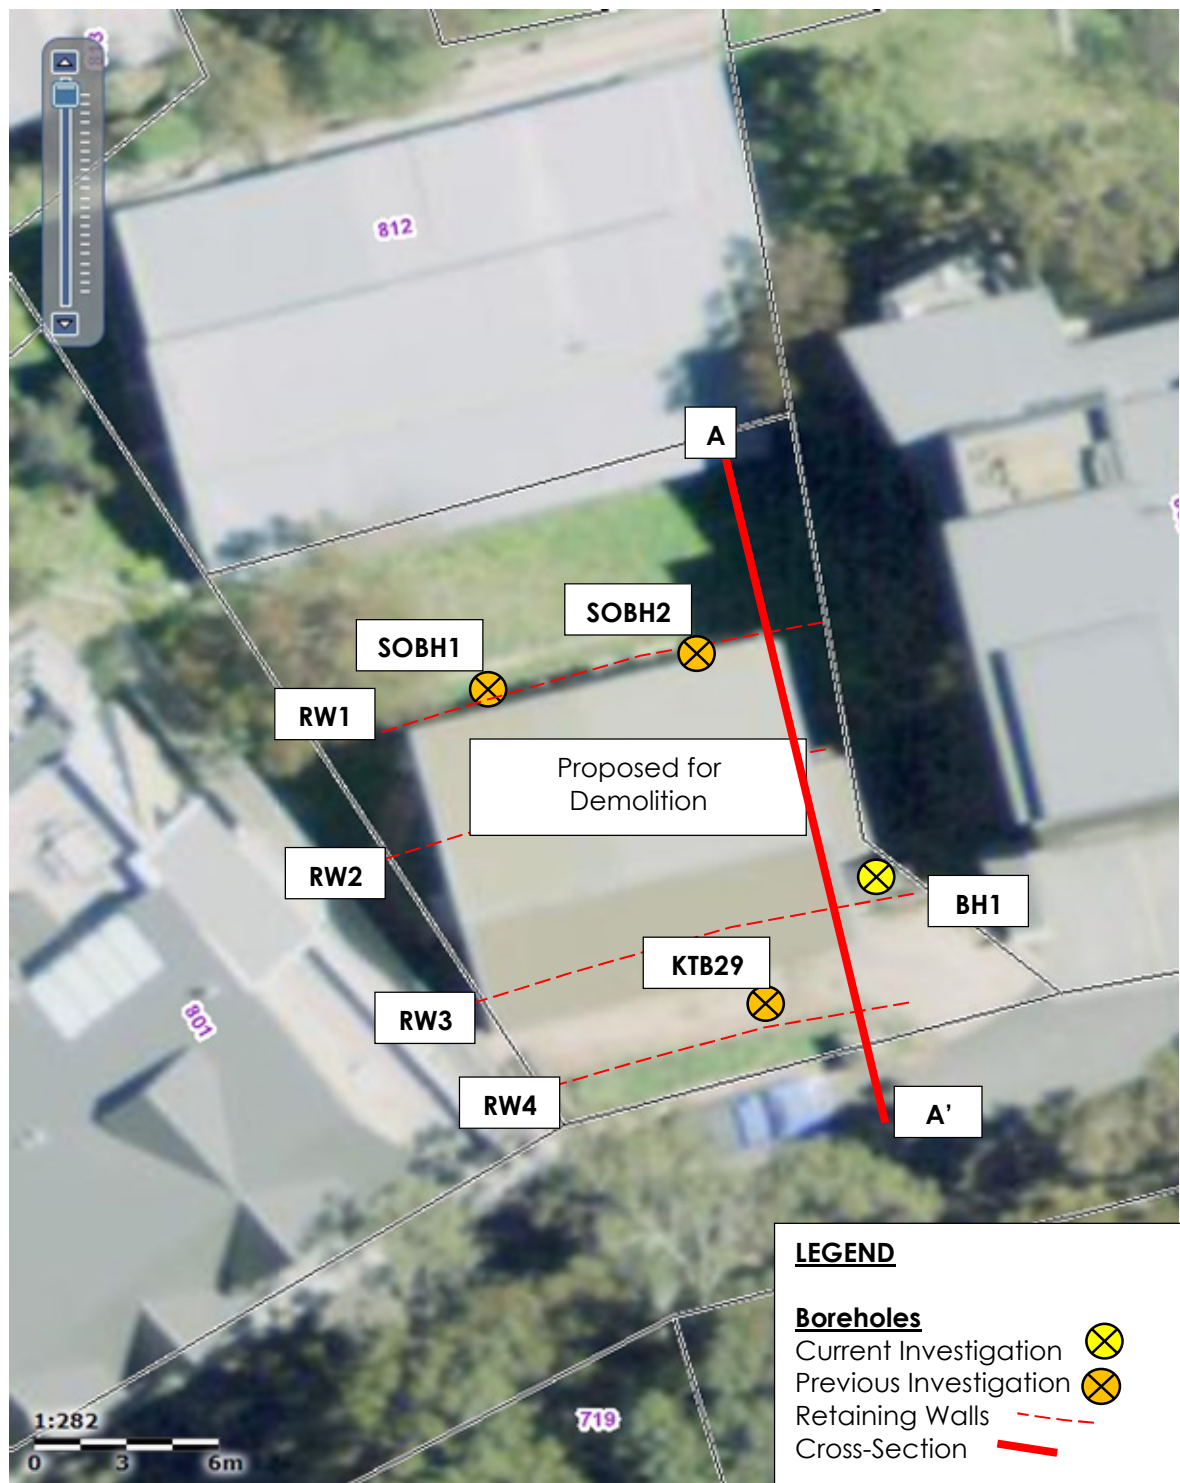 813
812
A
SOBH2
SOBH1
RW1
Proposed for
Demolition
RW2
BH1
KTB29
RW3
801
RW4
A’
LEGEND
Boreholes
Current Investigation
Previous Investigation
Retaining Walls
Cross-Section
719
1:282
0 3 6m